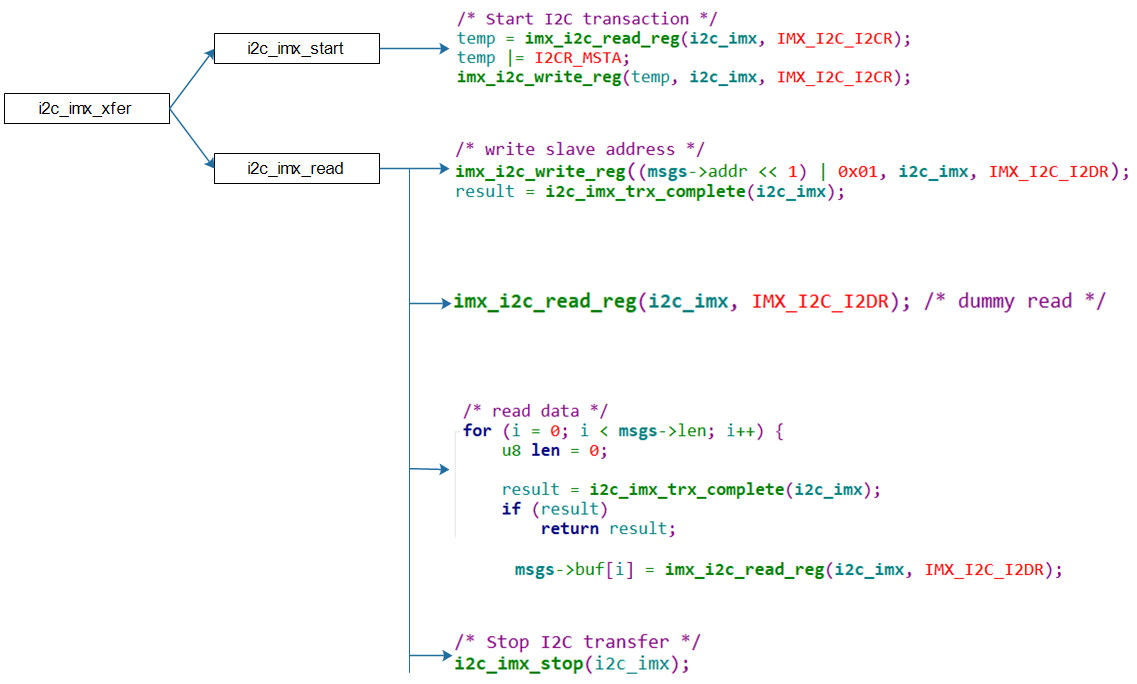 /* Start I2C transaction */
i2c_imx_start
temp = imx_i2c_read_reg(i2c_imx, IMX_I2C_I2CR);
temp |= I2CR_MSTA;
imx_i2c_write_reg(temp, i2c_imx, IMX_I2C_I2CR);
i2c_imx_xfer
i2c_imx_read
/* write slave address */
imx_i2c_write_reg((msgs->addr << 1) | 0x01, i2c_imx, IMX_I2C_I2DR);
result = i2c_imx_trx_complete(i2c_imx);
imx_i2c_read_reg(i2c_imx, IMX_I2C_I2DR); /* dummy read */
/* read data */
for (i = 0; i < msgs->len; i++) {
u8 len = 0;
result = i2c_imx_trx_complete(i2c_imx);
if (result)
return result;
msgs->buf[i] = imx_i2c_read_reg(i2c_imx, IMX_I2C_I2DR);
/* Stop I2C transfer */
i2c_imx_stop(i2c_imx);